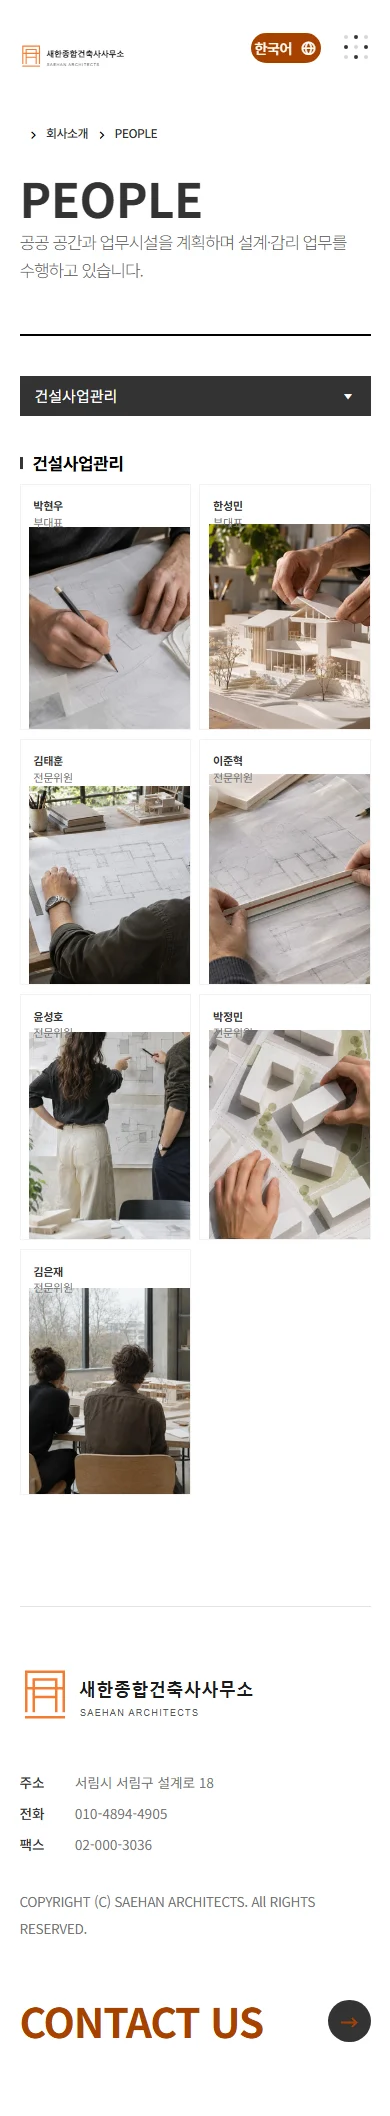 새한종합건축사사무소
SAEHAN ARCHITECTS
한국어
회사소개
PEOPLE
PEOPLE
공공 공간과 업무시설을 계획하며 설계·감리 업무를
수행하고 있습니다.
건설사업관리
건설사업관리
박현우
부대표
한성민
부대표
김태훈
전문위원
이준혁
전문위원
윤성호
전문위원
박정민
전문위원
김은재
전문위원
새한종합건축사사무소
SAEHAN ARCHITECTS
주소 서림시 서림구 설계로 18
전화 010-4894-4905
팩스 02-000-3036
COPYRIGHT (C) SAEHAN ARCHITECTS. All RIGHTS
RESERVED.
CONTACT US